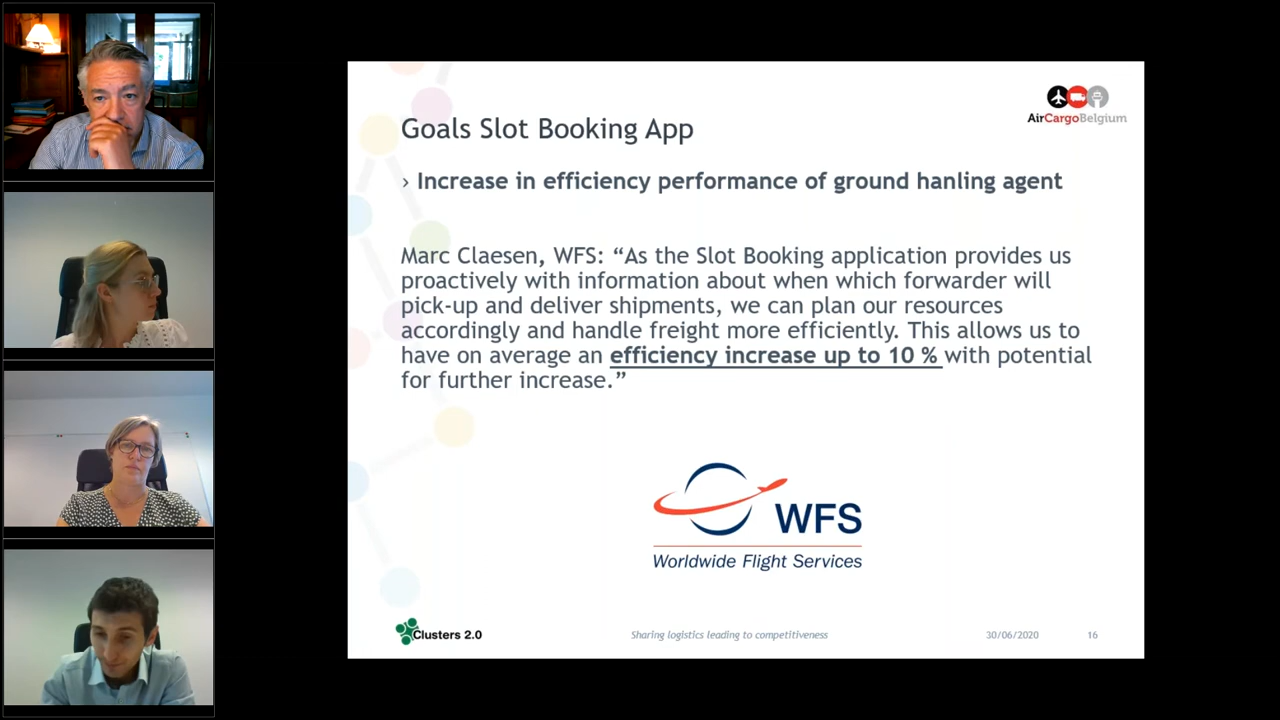 AirCargoBelgium
Goals Slot Booking App
› Increase in efficiency performance of ground hanling agent
Marc Claesen, WFS: “As the Slot Booking application provides us
proactively with information about when which forwarder will
pick-up and deliver shipments, we can plan our resources
accordingly and handle freight more efficiently. This allows us to
have on average an efficiency increase up to 10 % with potential
for further increase.”
WFS
Worldwide Flight Services
Clusters 2.0
Sharing logistics leading to competitiveness
30/06/2020
16